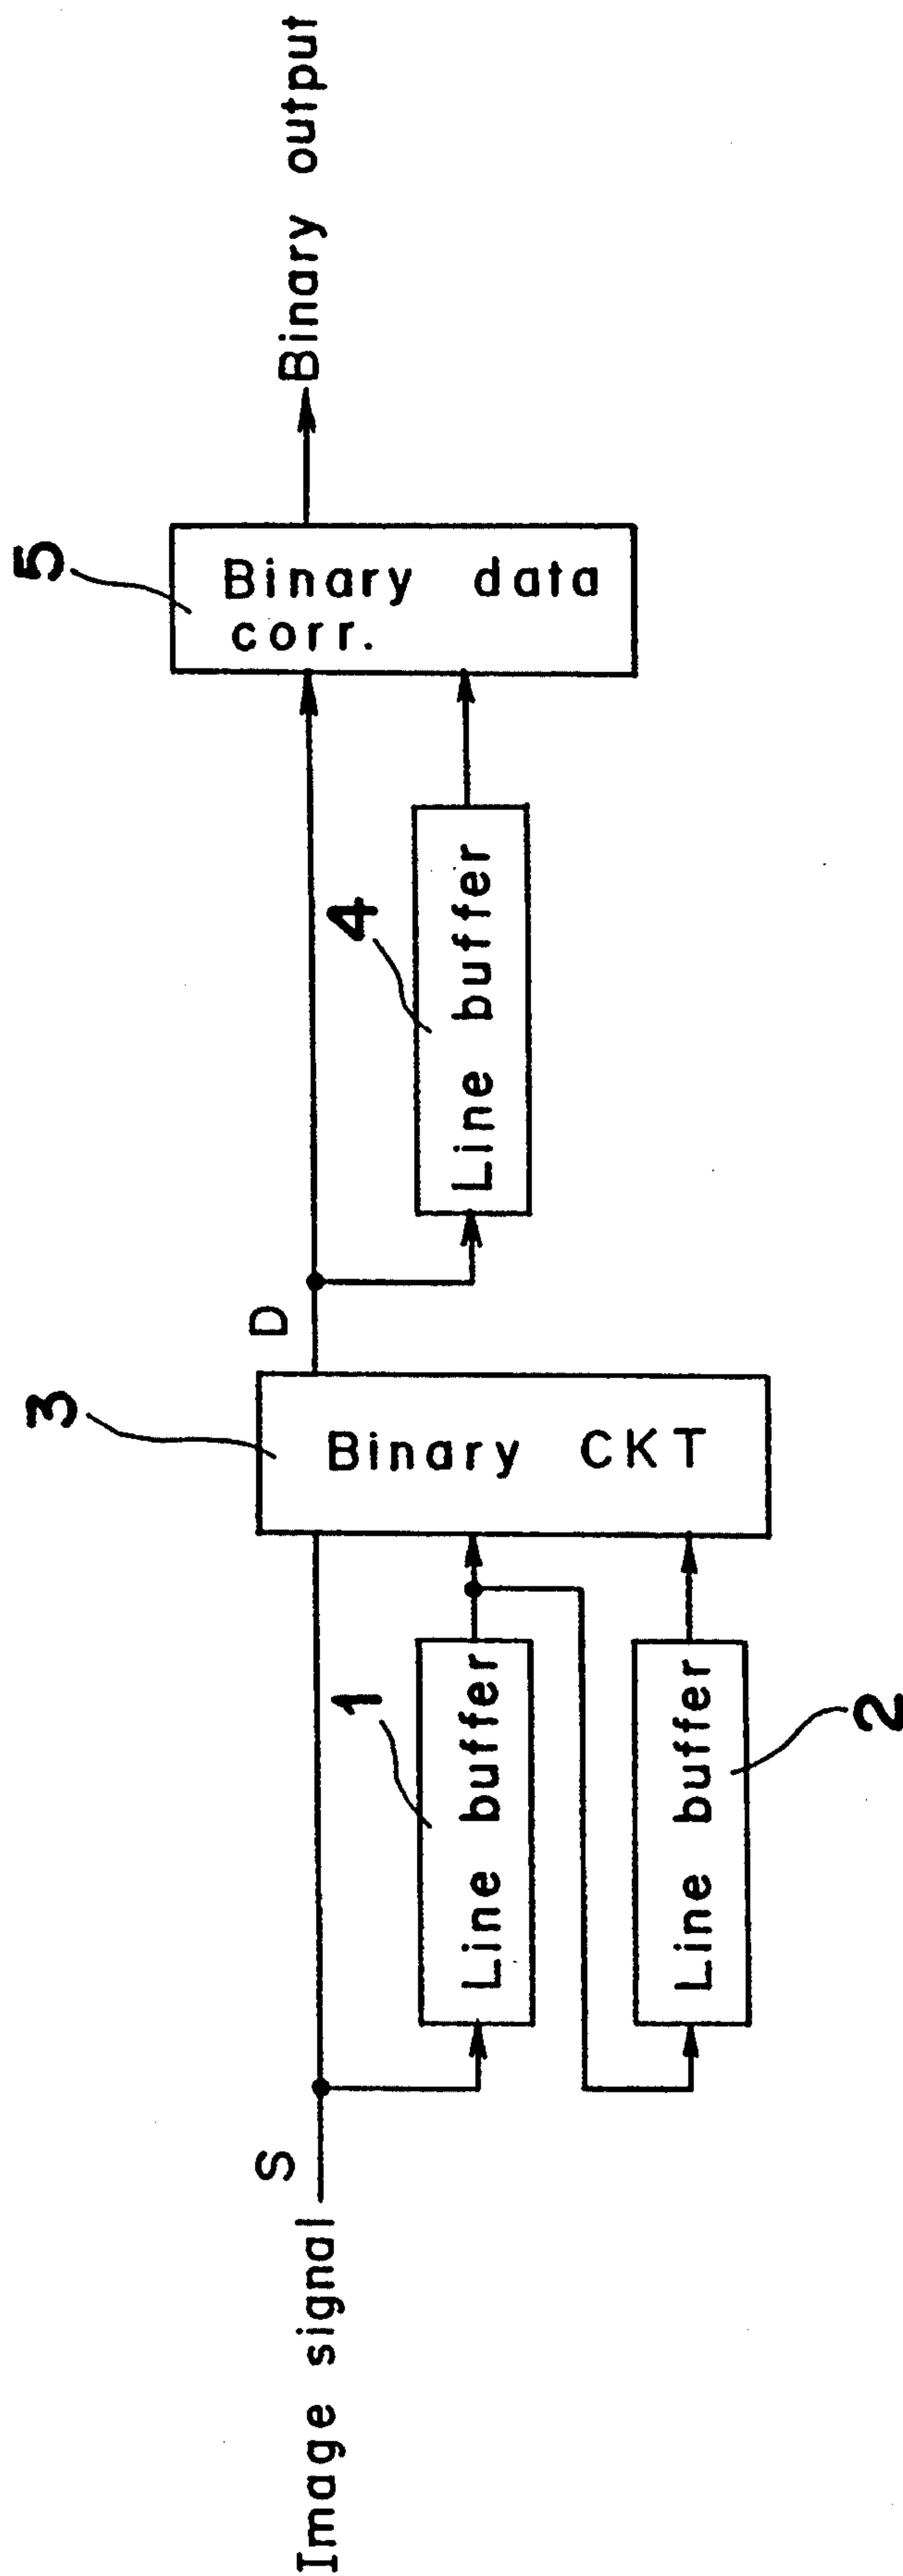 Image signal
S
1
Line buffer
2
Line buffer
3
Binary CKT
D
4
Line buffer
5
Binary data
corr.
Binary output